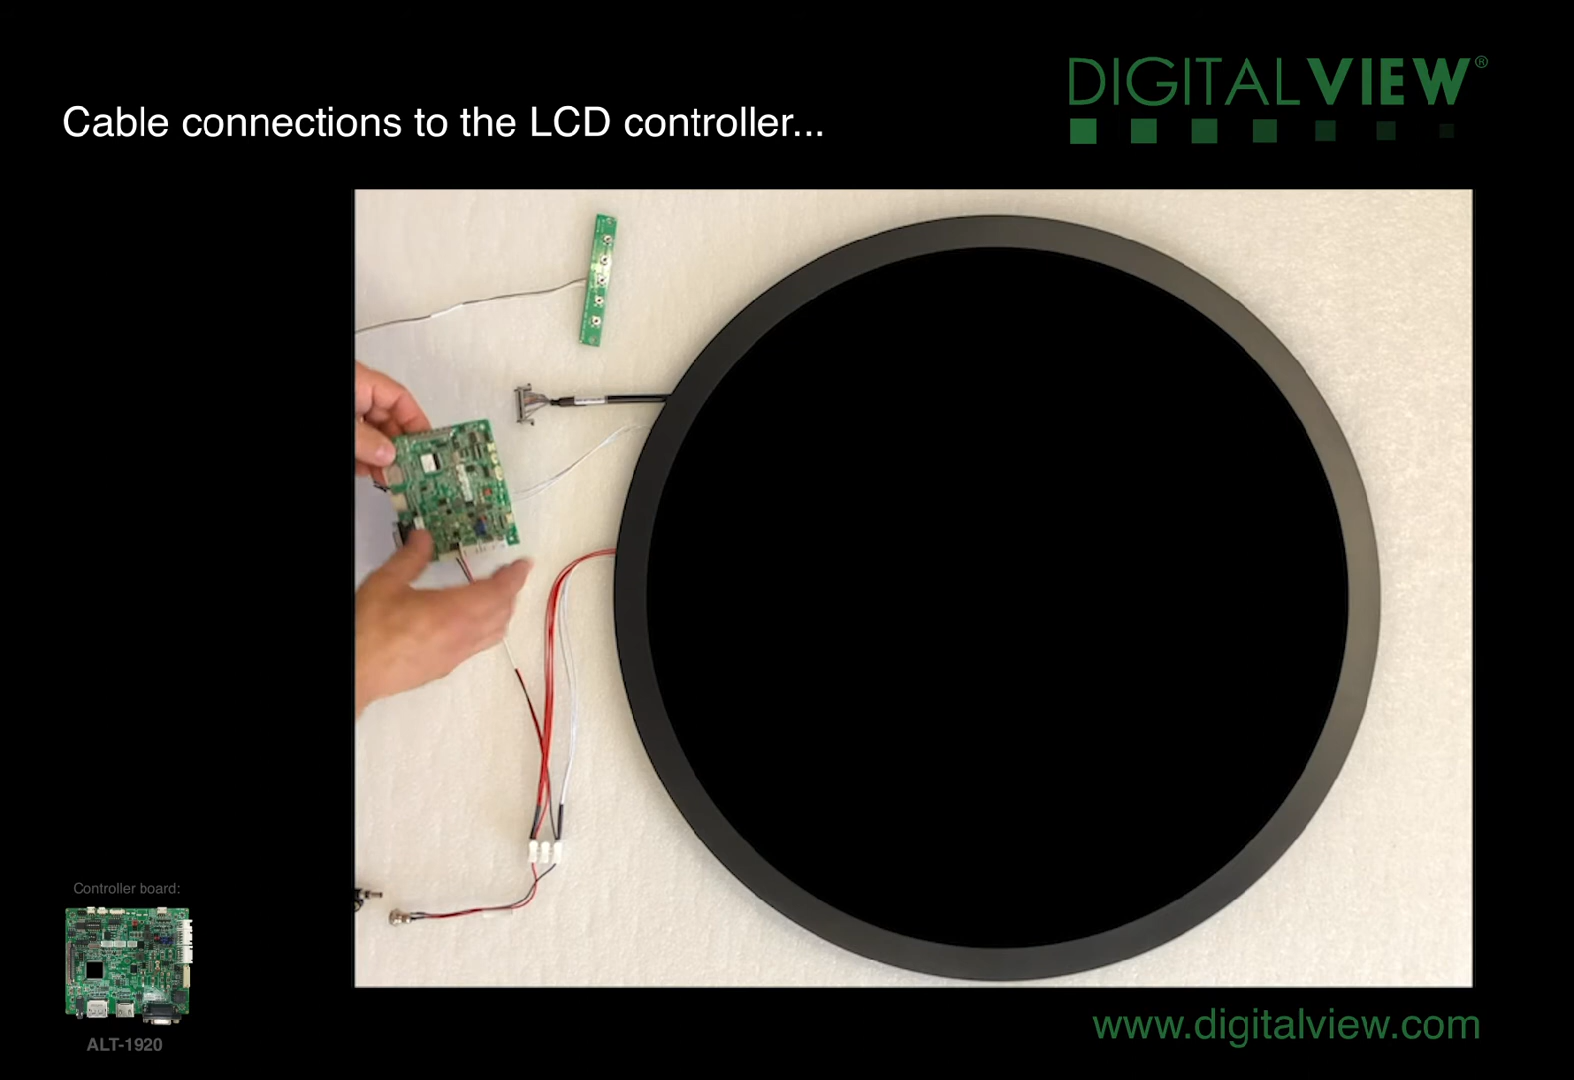 Cable connections to the LCD controller...
DIGITALVIEW®
Controller board:
ALT-1920
www.digitalview.com